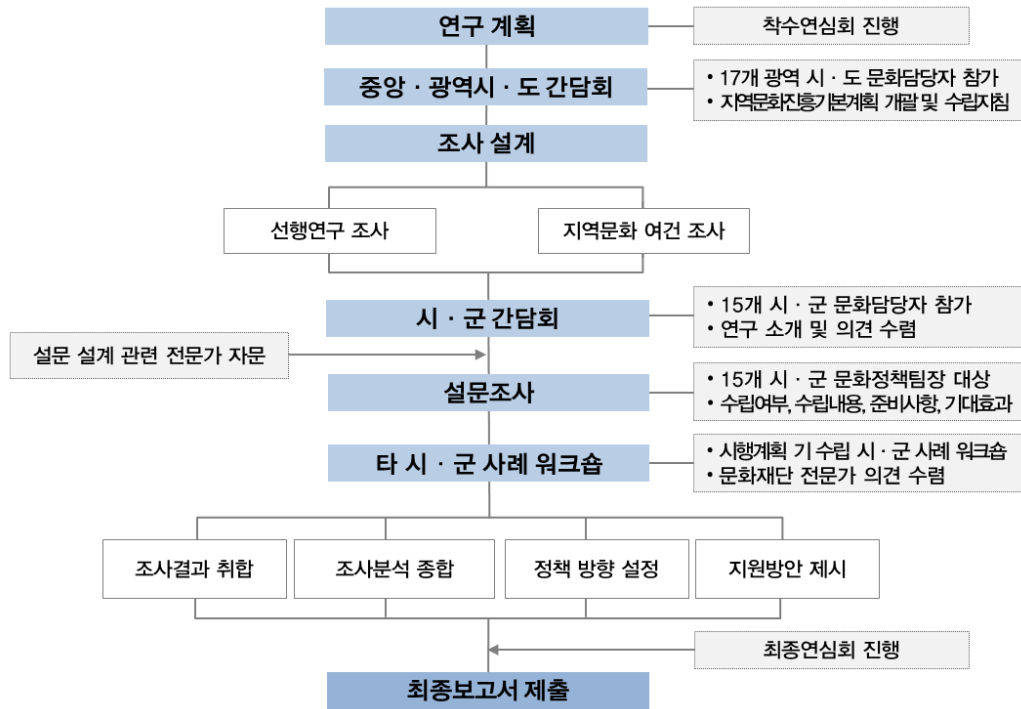 연구 계획
착수연심회 진행
중앙 · 광역시 · 도 간담회
• 17개 광역 시 · 도 문화담당자 참가
• 지역문화진흥기본계획 개괄 및 수립지침
조사 설계
선행연구 조사
지역문화 여건 조사
시 · 군 간담회
• 15개 시 · 군 문화담당자 참가
• 연구 소개 및 의견 수렴
설문 설계 관련 전문가 자문
설문조사
• 15개 시 · 군 문화정책팀장 대상
• 수립여부, 수립내용, 준비사항, 기대효과
타 시 · 군 사례 워크숍
• 시행계획 기 수립 시 · 군 사례 워크숍
• 문화재단 전문가 의견 수렴
조사결과 취합
조사분석 종합
정책 방향 설정
지원방안 제시
최종연심회 진행
최종보고서 제출